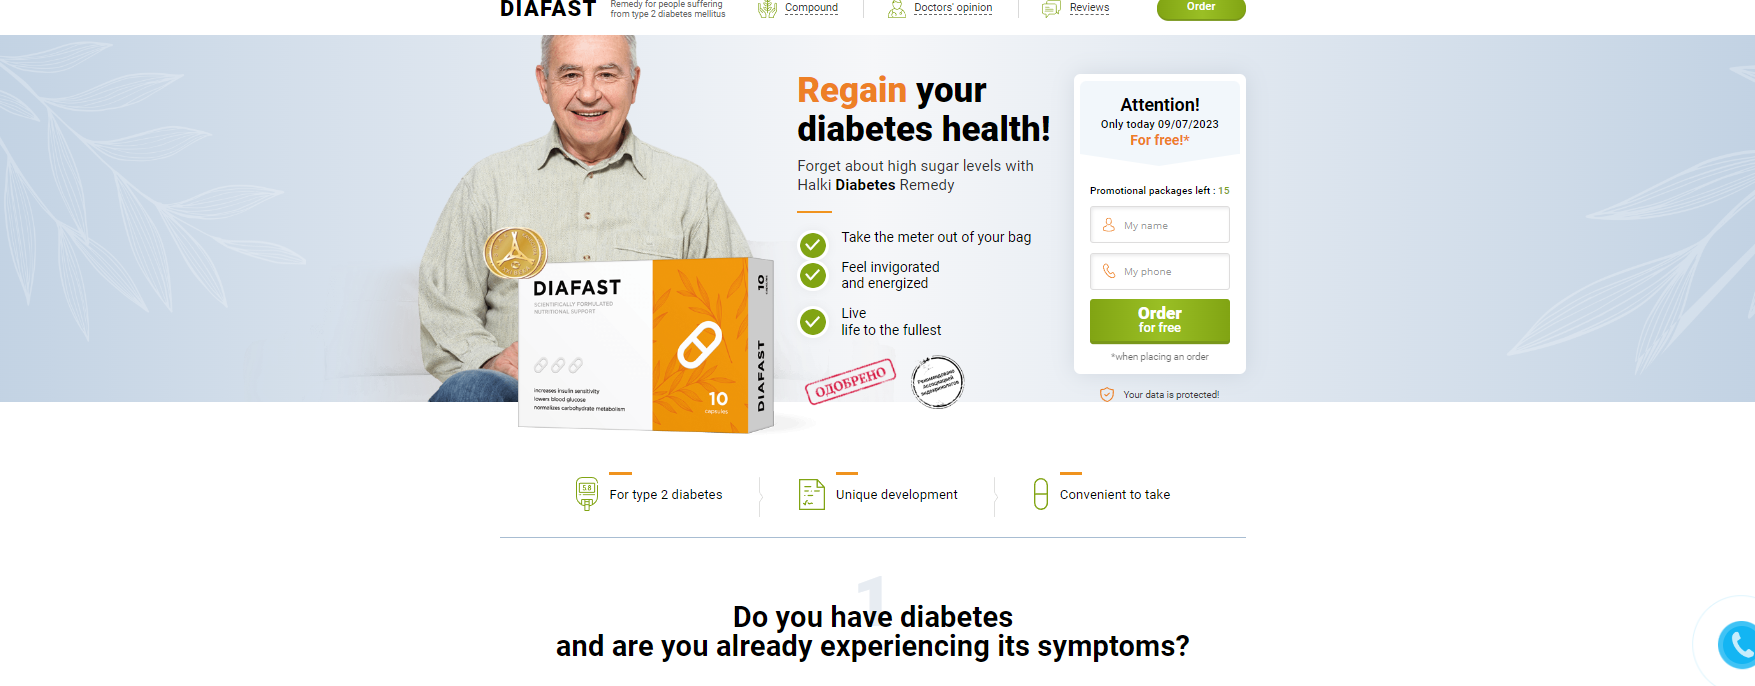 DIAFAST
Remedy for people suffering
from type 2 diabetes mellitus
Compound
Doctors' opinion
Reviews
Order
Regain your
diabetes health!
Forget about high sugar levels with
Halki Diabetes Remedy
Take the meter out of your bag
Feel invigorated
and energized
Live
life to the fullest
ОДОБРЕНО
Рекомендовано
ассоциацией
эндокринологов
DIAFAST
SCIENTIFICALLY FORMULATED
NUTRITIONAL SUPPORT
increases insulin sensitivity
lowers blood glucose
normalizes carbohydrate metabolism
10
capsules
10
DIAFAST
Attention!
Only today 09/07/2023
For free!*
Promotional packages left : 15
My name
My phone
Order
for free
*when placing an order
Your data is protected!
5.8
For type 2 diabetes
Unique development
Convenient to take
1
Do you have diabetes
and are you already experiencing its symptoms?